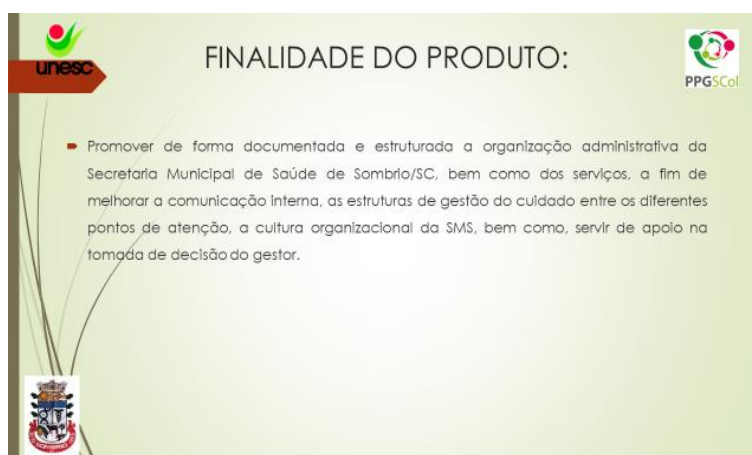 unesc
FINALIDADE DO PRODUTO:
PPGSCol
Promover de forma documentada e estruturada a organização administrativa da
Secretaria Municipal de Saúde de Sombrio/SC, bem como dos serviços, a fim de
melhorar a comunicação interna, as estruturas de gestão do cuidado entre os diferentes
pontos de atenção, a cultura organizacional da SMS, bem como, servir de apoio na
tomada de decisão do gestor.
SOMBRIO